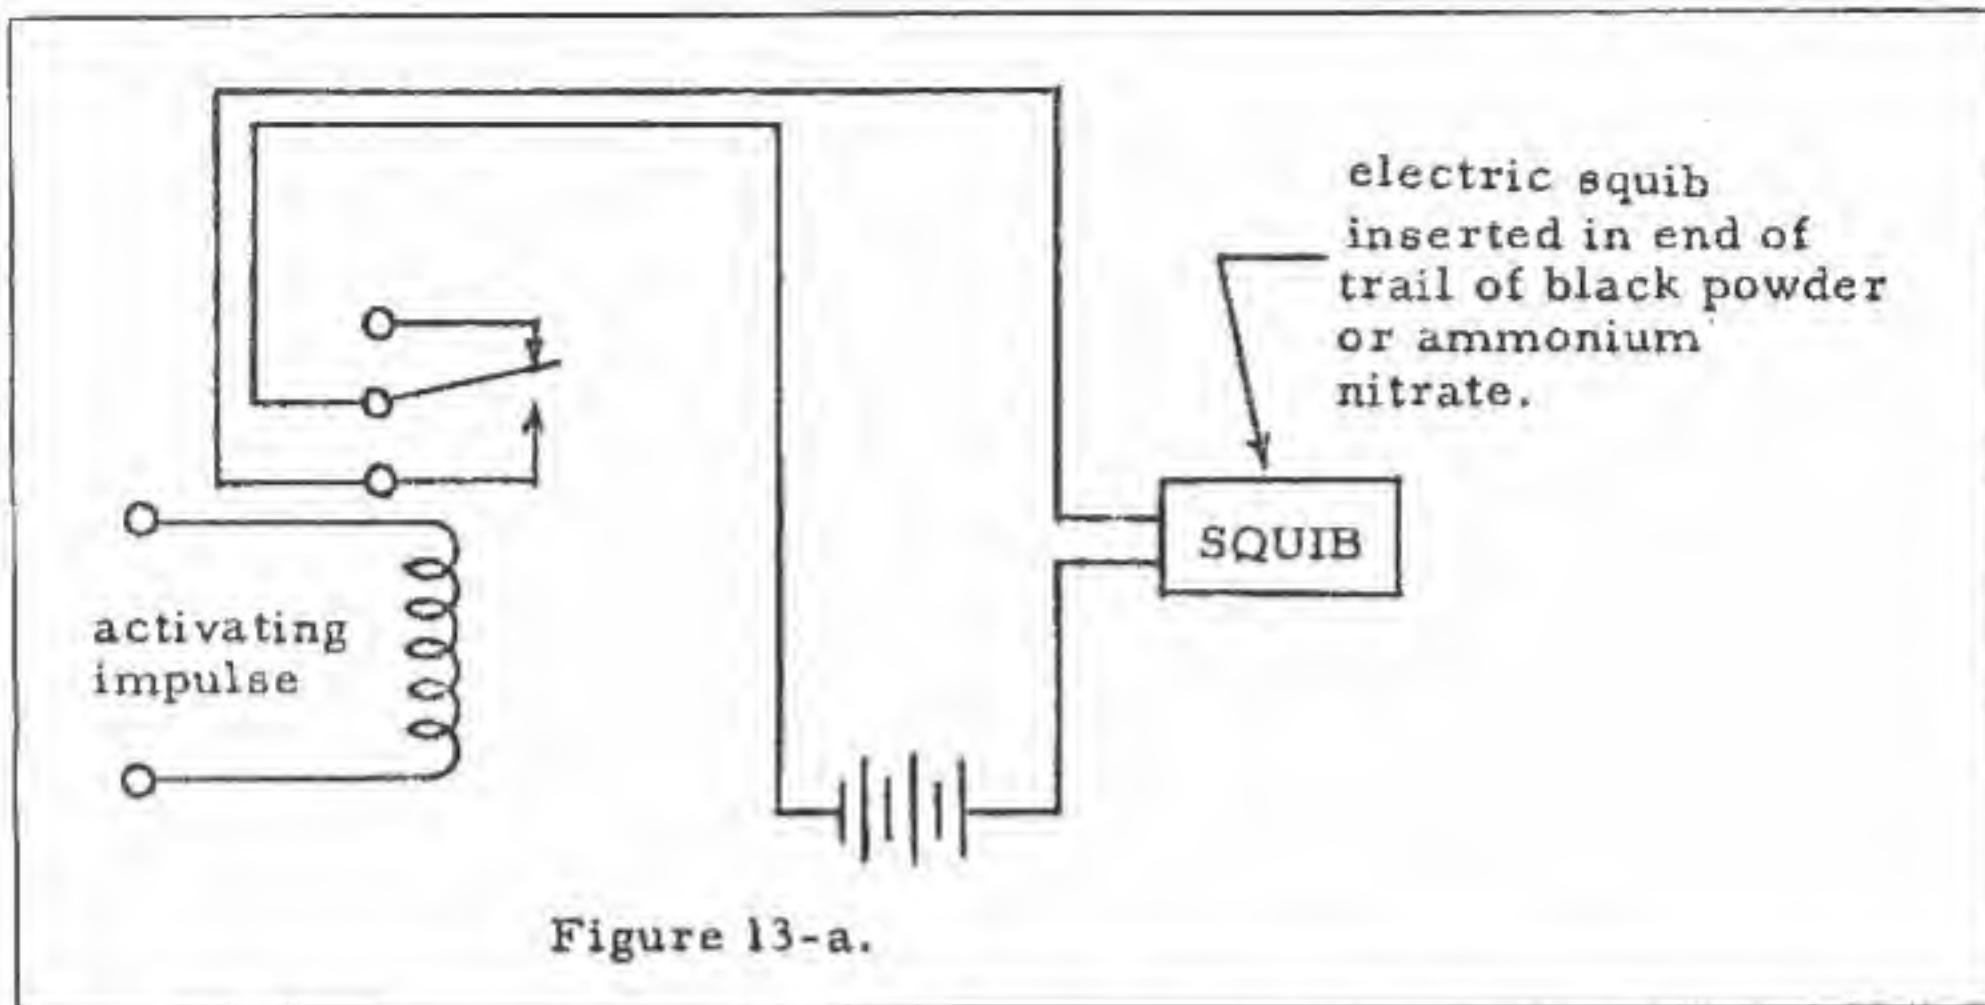 electric squib
inserted in end of
trail of black powder
or ammonium
nitrate.
SQUIB
activating
impulse
Figure 13-a.